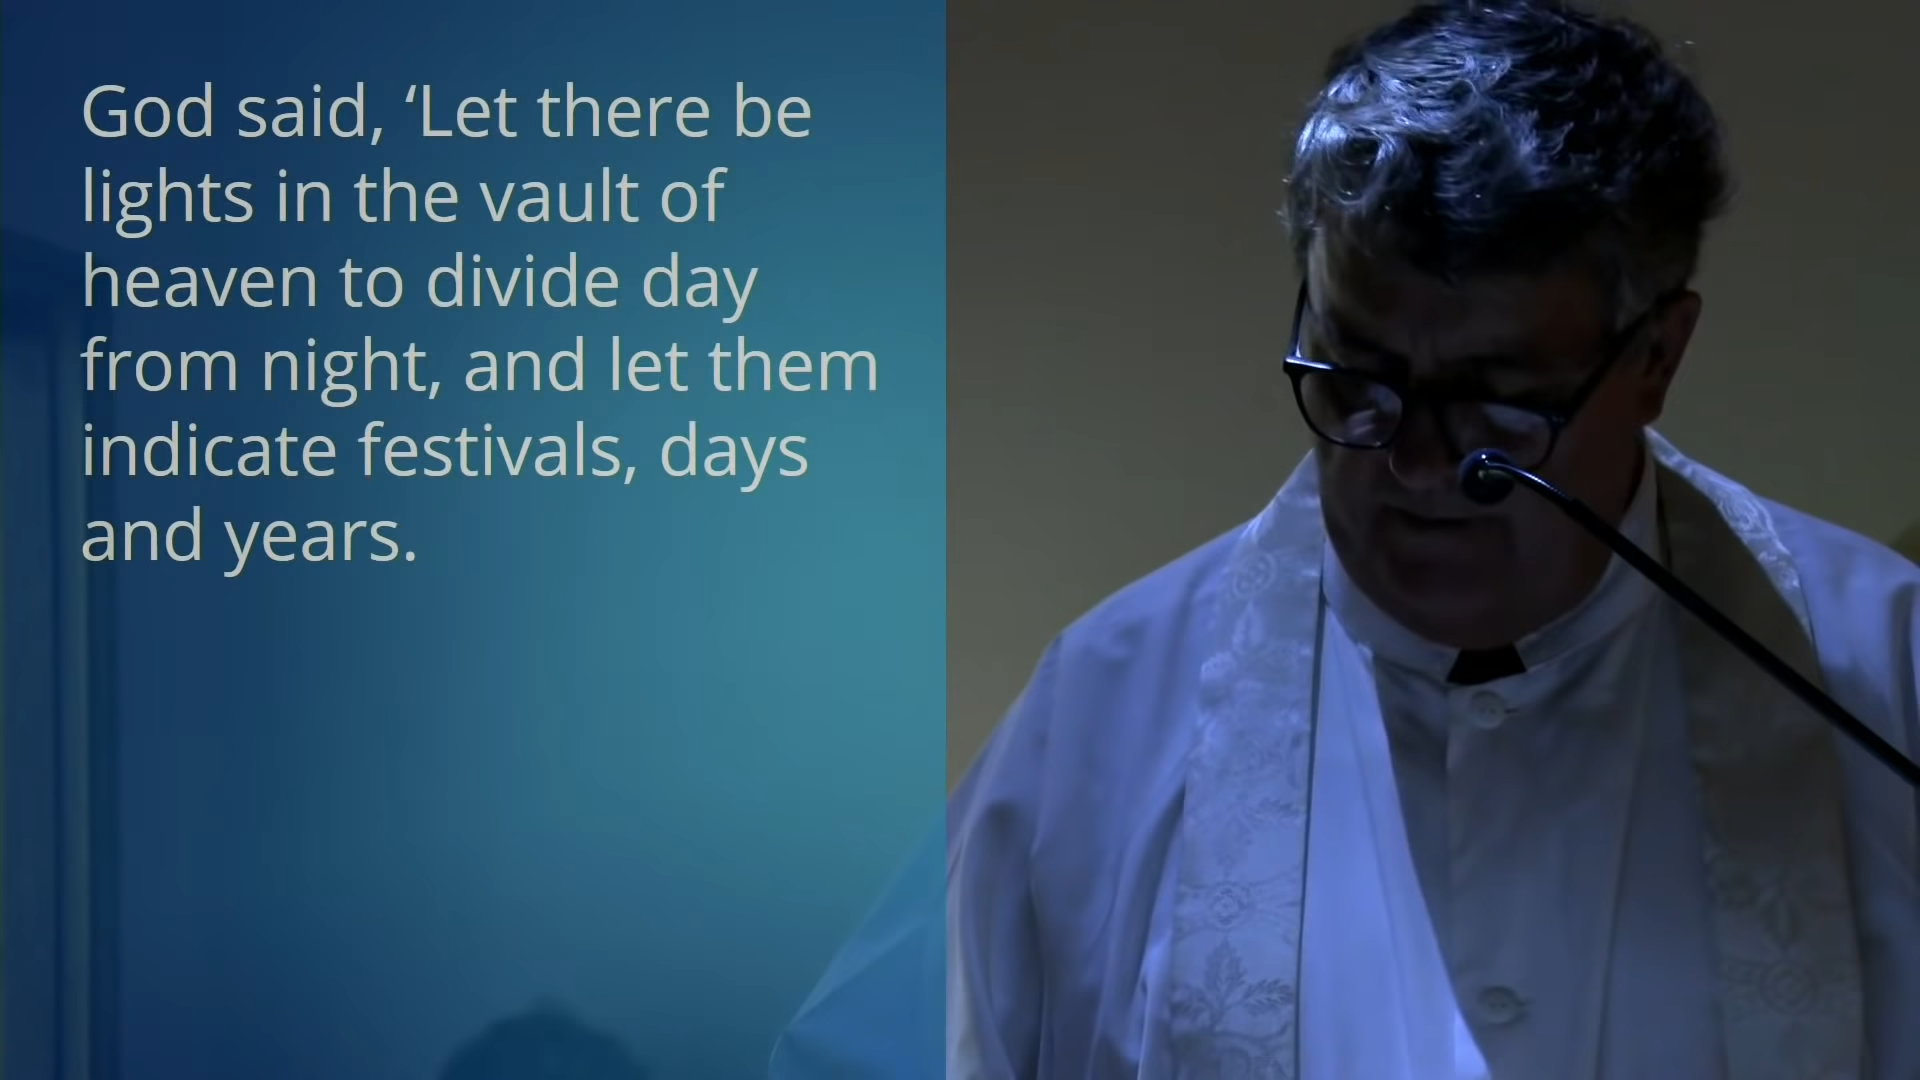 God said, ‘Let there be
lights in the vault of
heaven to divide day
from night, and let them
indicate festivals, days
and years.